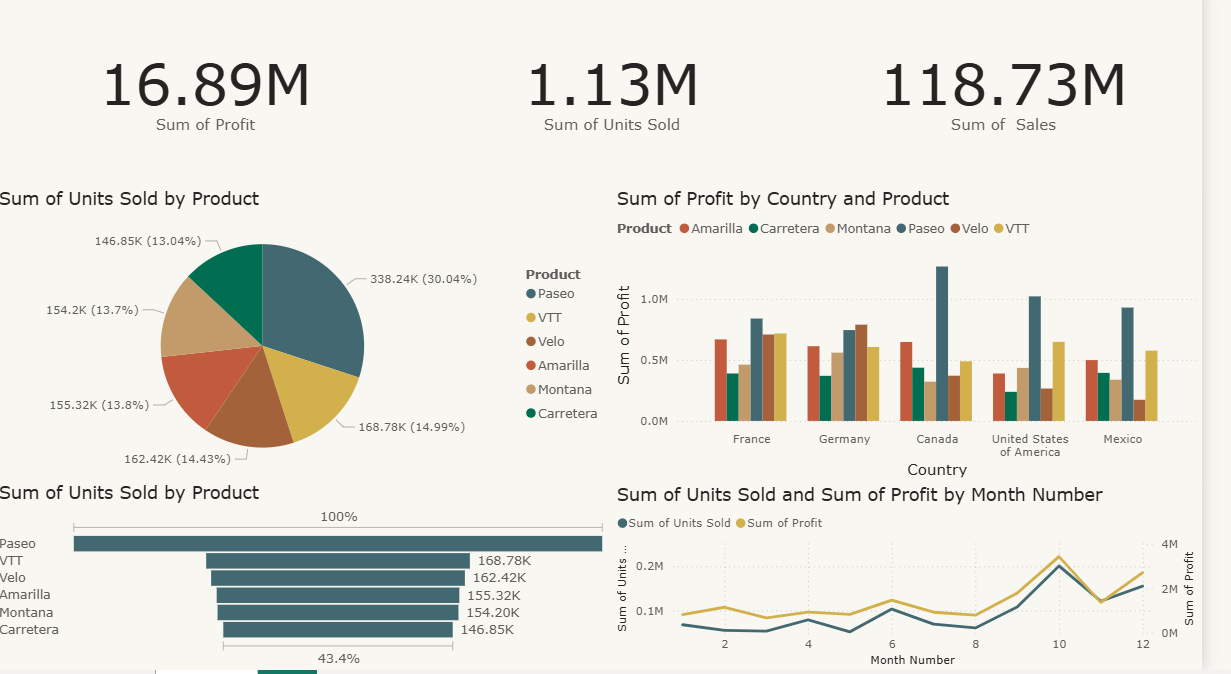 16.89M
Sum of Profit
1.13M
Sum of Units Sold
118.73M
Sum of Sales
Sum of Units Sold by Product
146.85K (13.04%)
338.24K (30.04%)
154.2K (13.7%)
155.32K (13.8%)
168.78K (14.99%)
162.42K (14.43%)
Product
Paseo
VTT
Velo
Amarilla
Montana
Carretera
Sum of Profit by Country and Product
Product Amarilla Carretera Montana Paseo Velo VTT
Sum of Profit
1.0M
0.5M
0.0M
France Germany Canada United States Mexico
of America
Country
Sum of Units Sold by Product
100%
Paseo
VTT 168.78K
Velo 162.42K
Amarilla 155.32K
Montana 154.20K
Carretera 146.85K
43.4%
Sum of Units Sold and Sum of Profit by Month Number
Sum of Units Sold Sum of Profit
Sum of Units ...
0.2M
0.1M
4M
2M
0M
Sum of Profit
2 4 6 8 10 12
Month Number